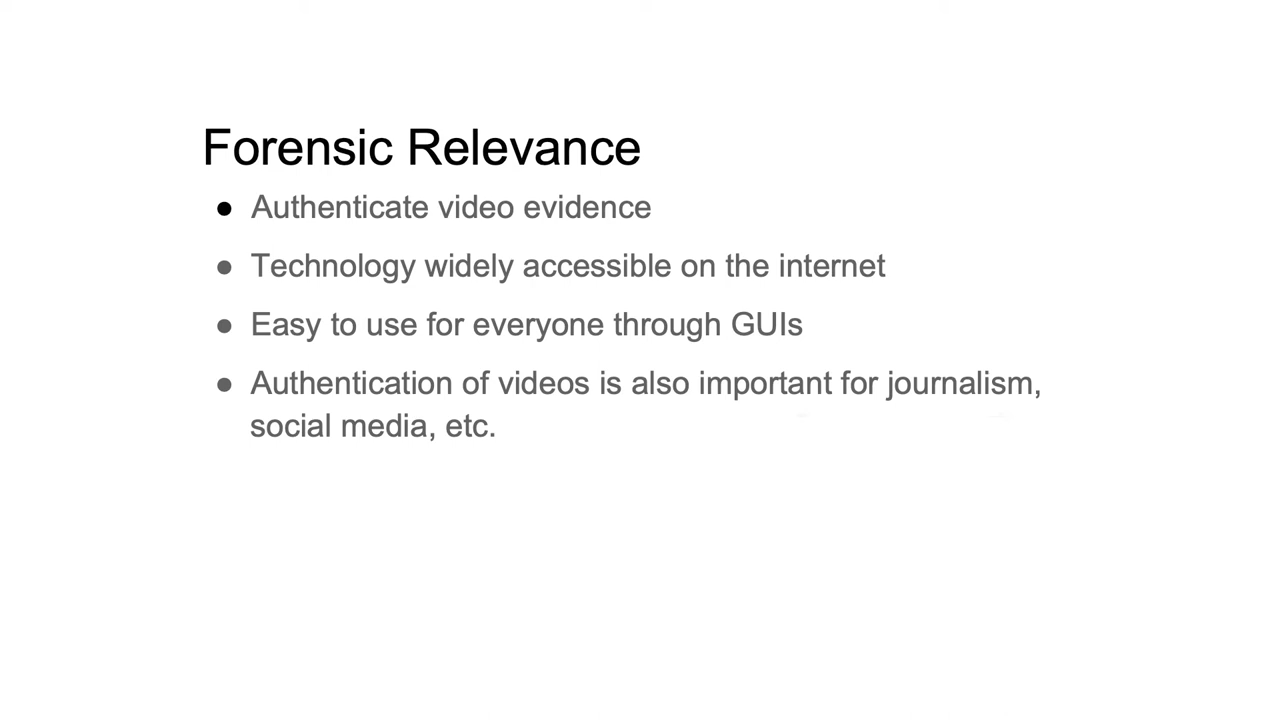 Forensic Relevance
● Authenticate video evidence
● Technology widely accessible on the internet
● Easy to use for everyone through GUIs
● Authentication of videos is also important for journalism,
social media, etc.